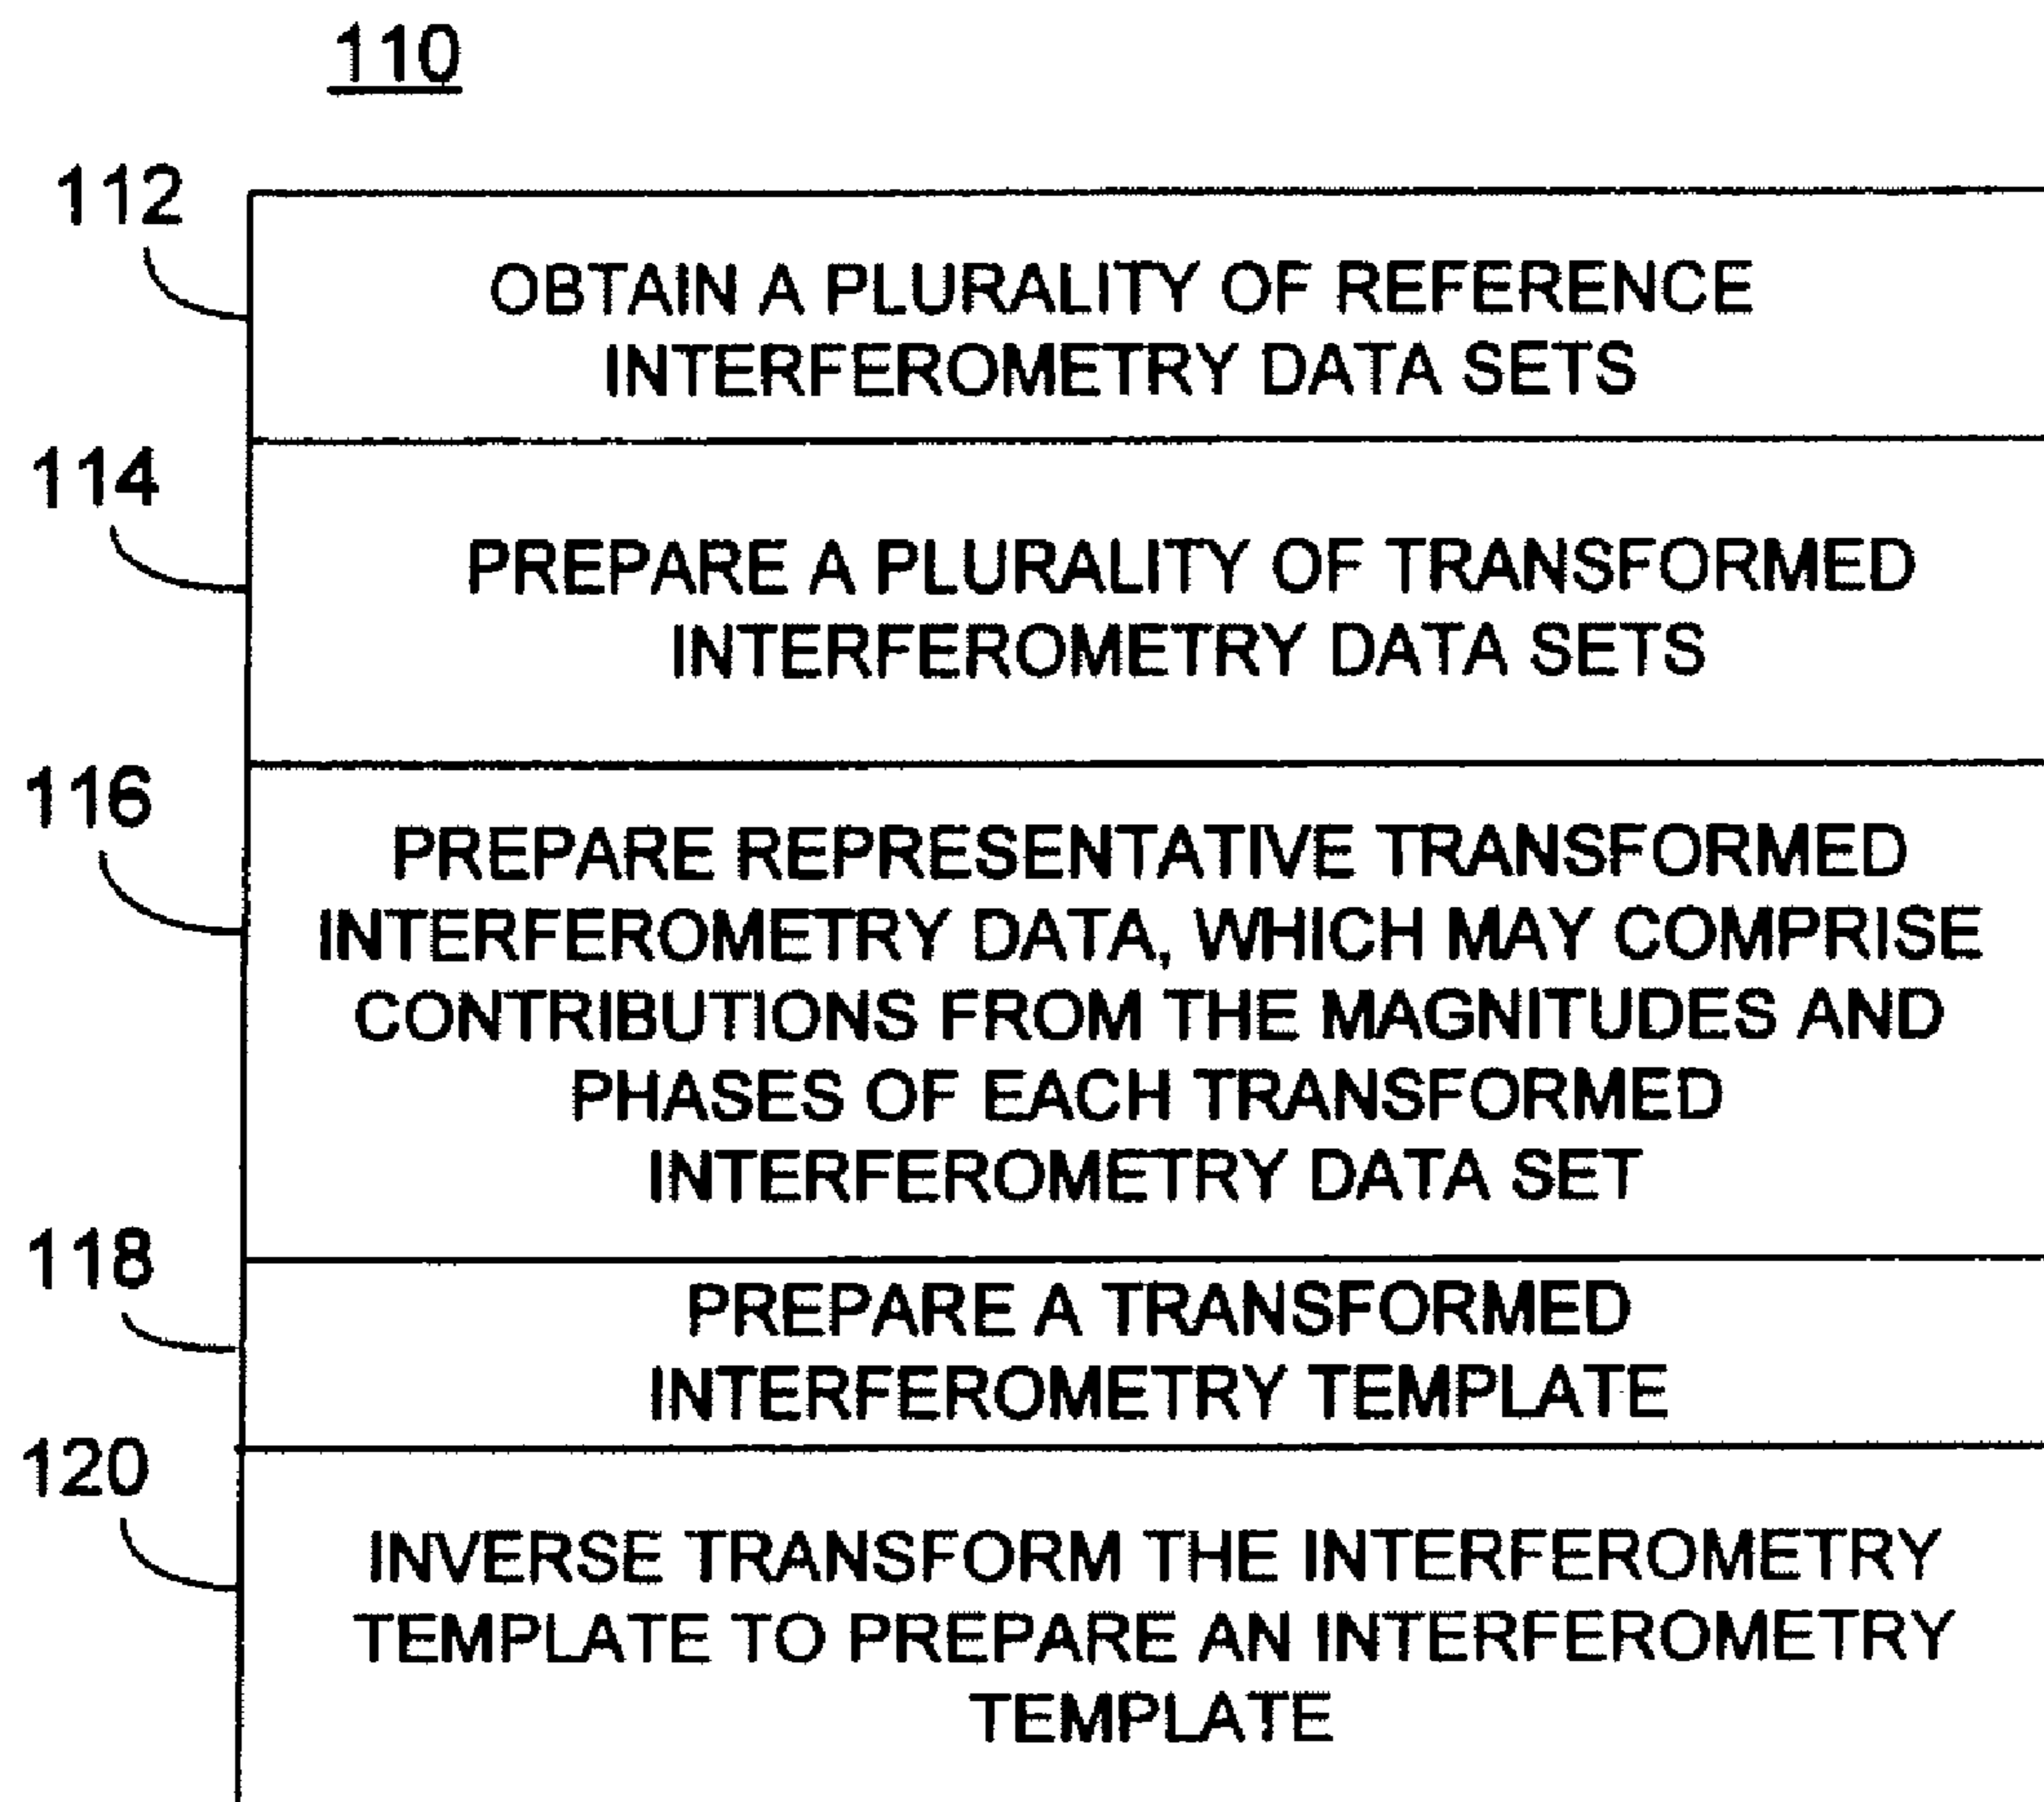 110
112
OBTAIN A PLURALITY OF REFERENCE
INTERFEROMETRY DATA SETS
114
PREPARE A PLURALITY OF TRANSFORMED
INTERFEROMETRY DATA SETS
116
PREPARE REPRESENTATIVE TRANSFORMED
INTERFEROMETRY DATA, WHICH MAY COMPRISE
CONTRIBUTIONS FROM THE MAGNITUDES AND
PHASES OF EACH TRANSFORMED
INTERFEROMETRY DATA SET
118
PREPARE A TRANSFORMED
INTERFEROMETRY TEMPLATE
120
INVERSE TRANSFORM THE INTERFEROMETRY
TEMPLATE TO PREPARE AN INTERFEROMETRY
TEMPLATE